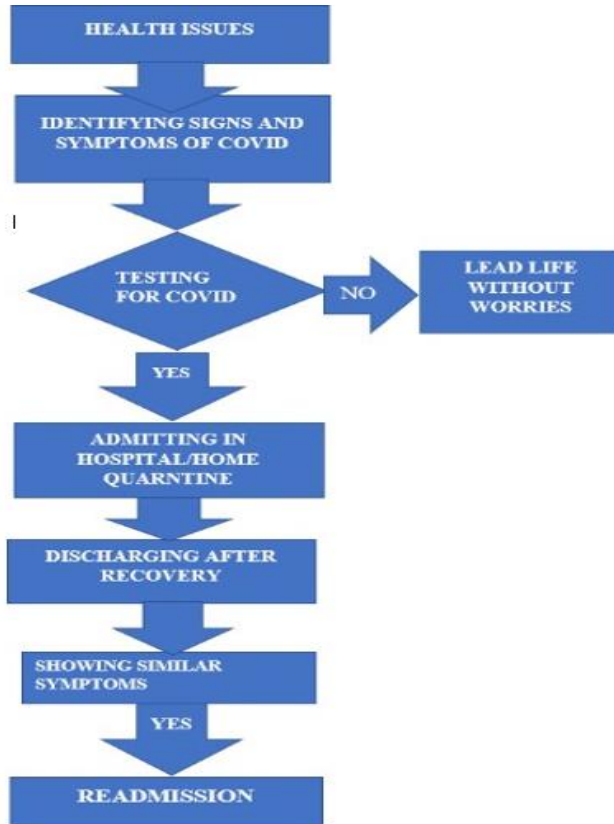 HEALTH ISSUES
IDENTIFYING SIGNS AND
SYMPTOMS OF COVID
TESTING
FOR COVID
NO
LEAD LIFE
WITHOUT
WORRIES
YES
ADMITTING IN
HOSPITAL/HOME
QUARNTINE
DISCHARGING AFTER
RECOVERY
SHOWING SIMILAR
SYMPTOMS
YES
READMISSION